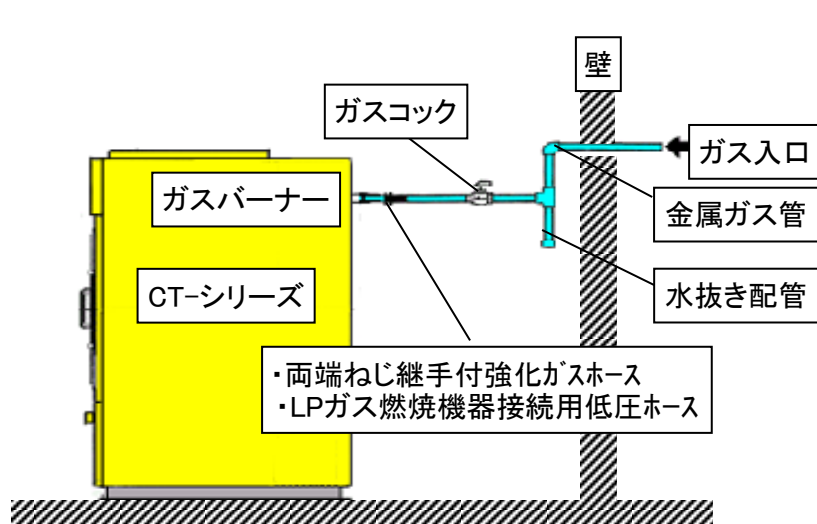 壁
ガスコック
ガス入口
ガスバーナー
金属ガス管
CT-シリーズ
水抜き配管
・両端ねじ継手付強化ｶﾞｽﾎｰｽ
・LPガス燃焼機器接続用低圧ﾎｰｽ